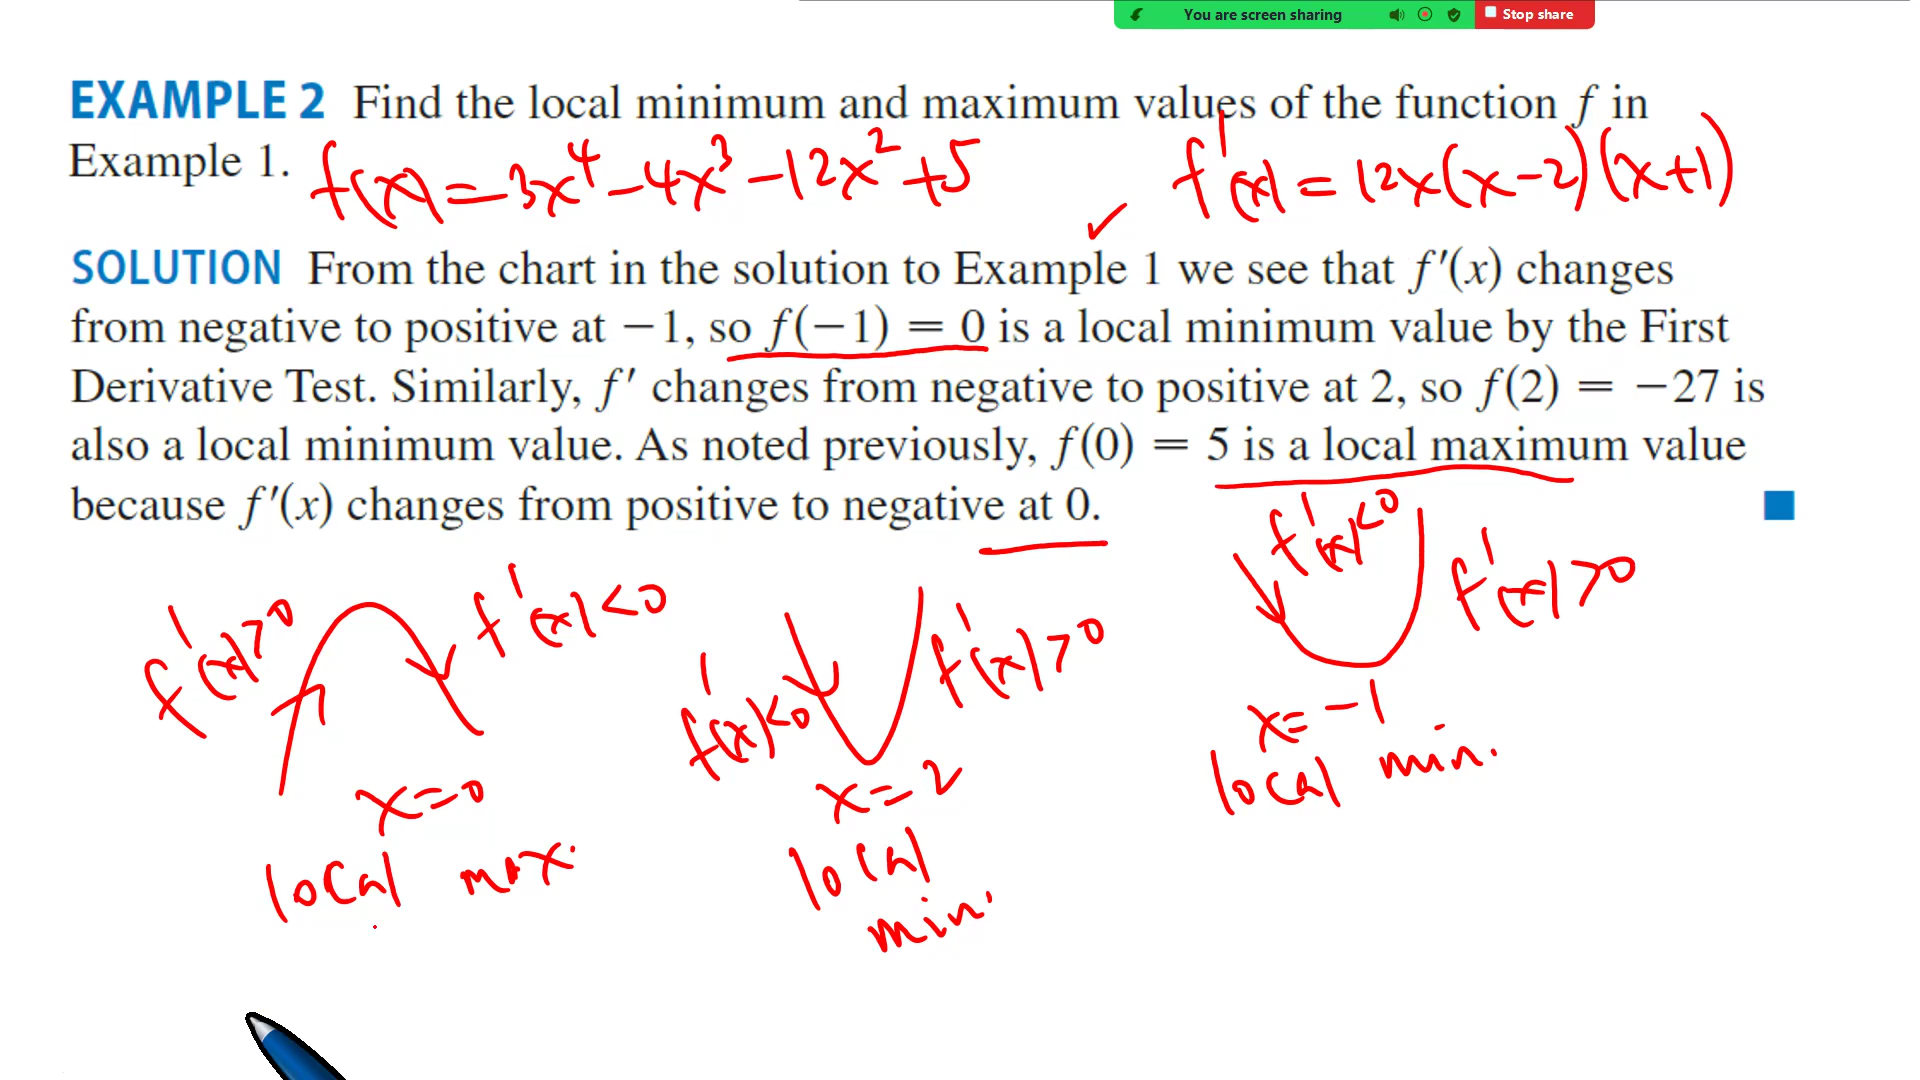 You are screen sharing
Stop share
EXAMPLE 2 Find the local minimum and maximum values of the function f in
Example 1. f(x) = 3x⁴ – 4x³ – 12x² + 5 f'(x) = 12x(x–2)(x+1)
✓
SOLUTION From the chart in the solution to Example 1 we see that f′(x) changes
from negative to positive at −1, so f(−1) = 0 is a local minimum value by the First
Derivative Test. Similarly, f′ changes from negative to positive at 2, so f(2) = −27 is
also a local minimum value. As noted previously, f(0) = 5 is a local maximum value
because f′(x) changes from positive to negative at 0.
f'(x)>0
f'(x)<0
x=0
local max.
f'(x)<0
f'(x)>0
x=2
local
min.
f'(x)<0
f'(x)>0
x=-1
local min.